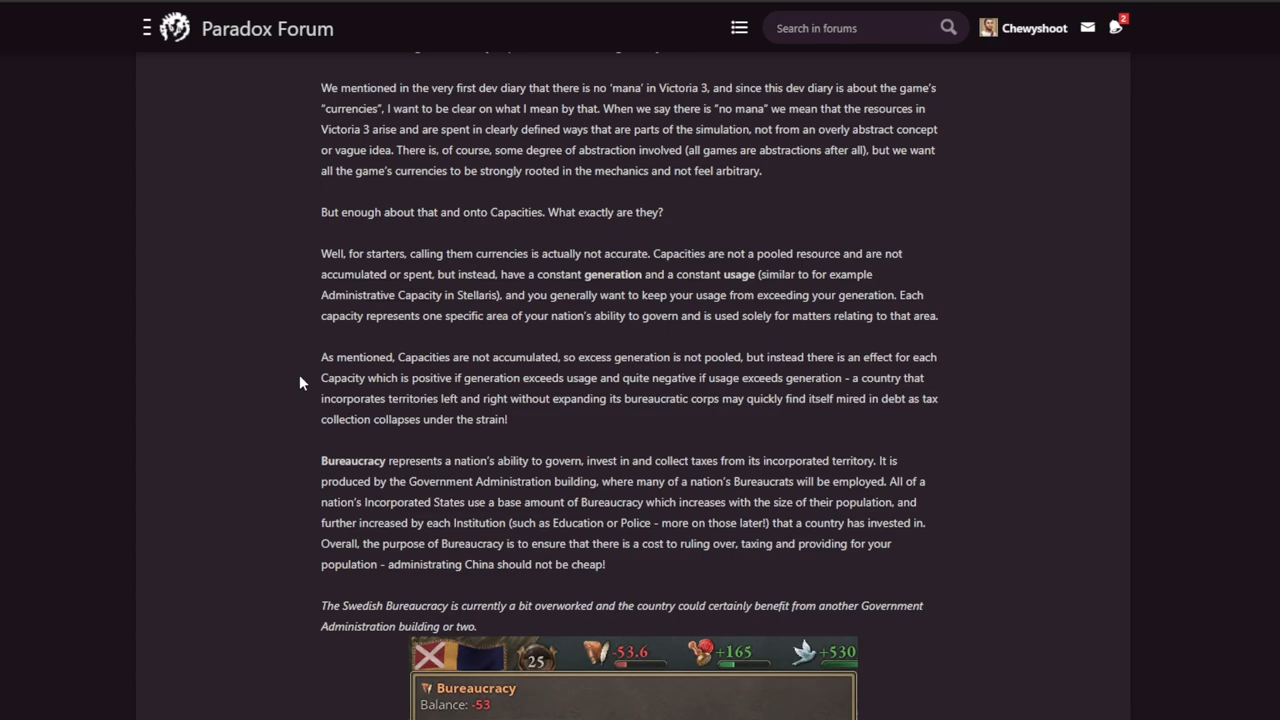 Paradox Forum
Search in forums
Chewyshoot
2
We mentioned in the very first dev diary that there is no ‘mana’ in Victoria 3, and since this dev diary is about the game’s
“currencies”, I want to be clear on what I mean by that. When we say there is “no mana” we mean that the resources in
Victoria 3 arise and are spent in clearly defined ways that are parts of the simulation, not from an overly abstract concept
or vague idea. There is, of course, some degree of abstraction involved (all games are abstractions after all), but we want
all the game’s currencies to be strongly rooted in the mechanics and not feel arbitrary.
But enough about that and onto Capacities. What exactly are they?
Well, for starters, calling them currencies is actually not accurate. Capacities are not a pooled resource and are not
accumulated or spent, but instead, have a constant generation and a constant usage (similar to for example
Administrative Capacity in Stellaris), and you generally want to keep your usage from exceeding your generation. Each
capacity represents one specific area of your nation’s ability to govern and is used solely for matters relating to that area.
As mentioned, Capacities are not accumulated, so excess generation is not pooled, but instead there is an effect for each
Capacity which is positive if generation exceeds usage and quite negative if usage exceeds generation - a country that
incorporates territories left and right without expanding its bureaucratic corps may quickly find itself mired in debt as tax
collection collapses under the strain!
Bureaucracy represents a nation’s ability to govern, invest in and collect taxes from its incorporated territory. It is
produced by the Government Administration building, where many of a nation’s Bureaucrats will be employed. All of a
nation’s Incorporated States use a base amount of Bureaucracy which increases with the size of their population, and
further increased by each Institution (such as Education or Police - more on those later!) that a country has invested in.
Overall, the purpose of Bureaucracy is to ensure that there is a cost to ruling over, taxing and providing for your
population - administrating China should not be cheap!
The Swedish Bureaucracy is currently a bit overworked and the country could certainly benefit from another Government
Administration building or two.
25 -53.6 +165 +530
Bureaucracy
Balance: -53